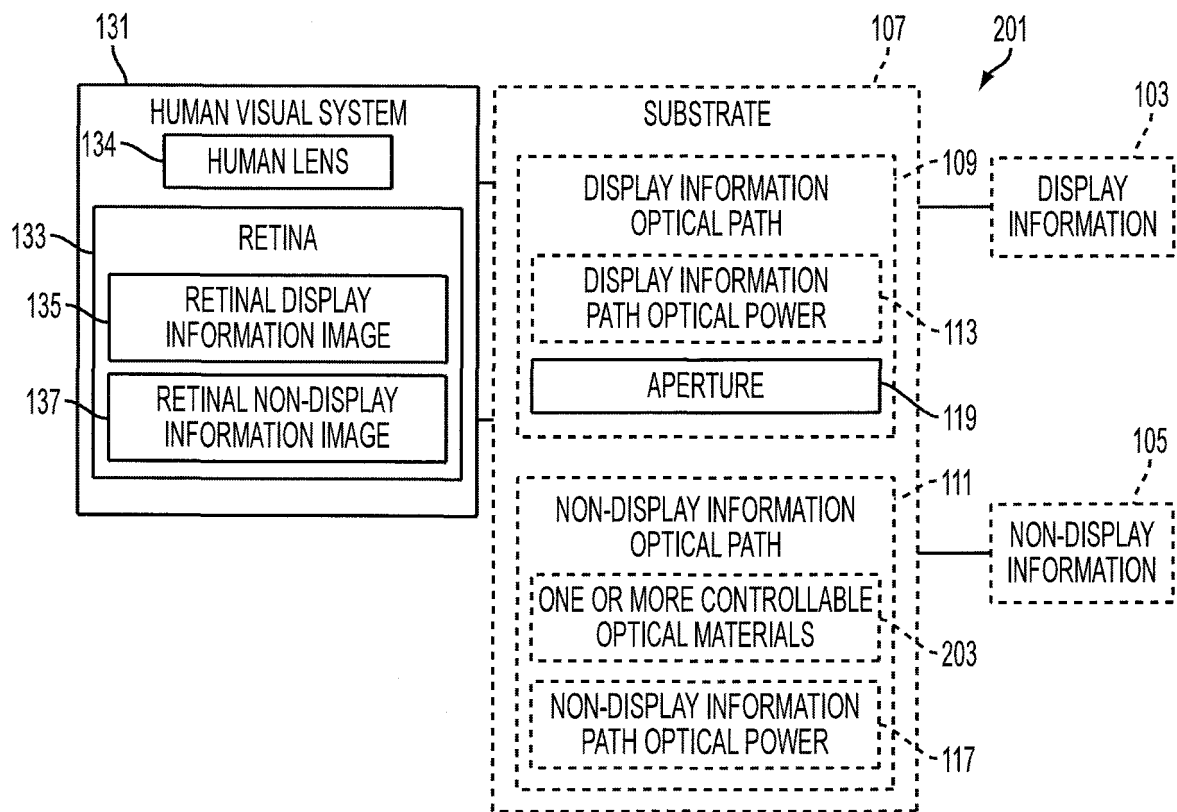 131
107
201
HUMAN VISUAL SYSTEM
134
HUMAN LENS
133
RETINA
135
RETINAL DISPLAY
INFORMATION IMAGE
137
RETINAL NON-DISPLAY
INFORMATION IMAGE
SUBSTRATE
109
DISPLAY INFORMATION
OPTICAL PATH
DISPLAY INFORMATION
PATH OPTICAL POWER
113
APERTURE
119
111
NON-DISPLAY INFORMATION
OPTICAL PATH
ONE OR MORE CONTROLLABLE
OPTICAL MATERIALS
203
NON-DISPLAY INFORMATION
PATH OPTICAL POWER
117
103
DISPLAY
INFORMATION
105
NON-DISPLAY
INFORMATION